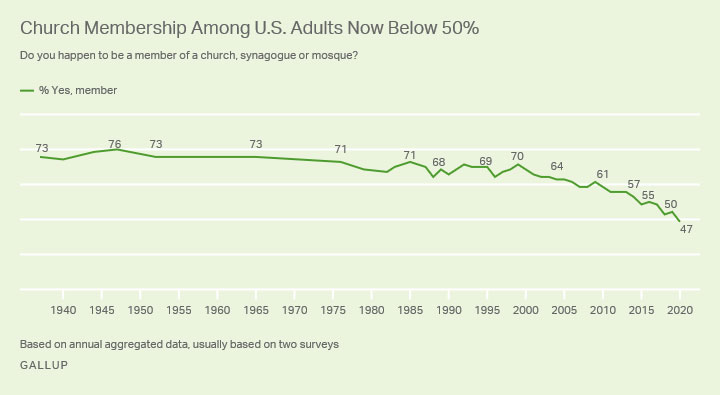 Church Membership Among U.S. Adults Now Below 50%
Do you happen to be a member of a church, synagogue or mosque?
% Yes, member
73 76 73 73 71 71 68 69 70 64 61 57 55 50 47
1940 1945 1950 1955 1960 1965 1970 1975 1980 1985 1990 1995 2000 2005 2010 2015 2020
Based on annual aggregated data, usually based on two surveys
GALLUP